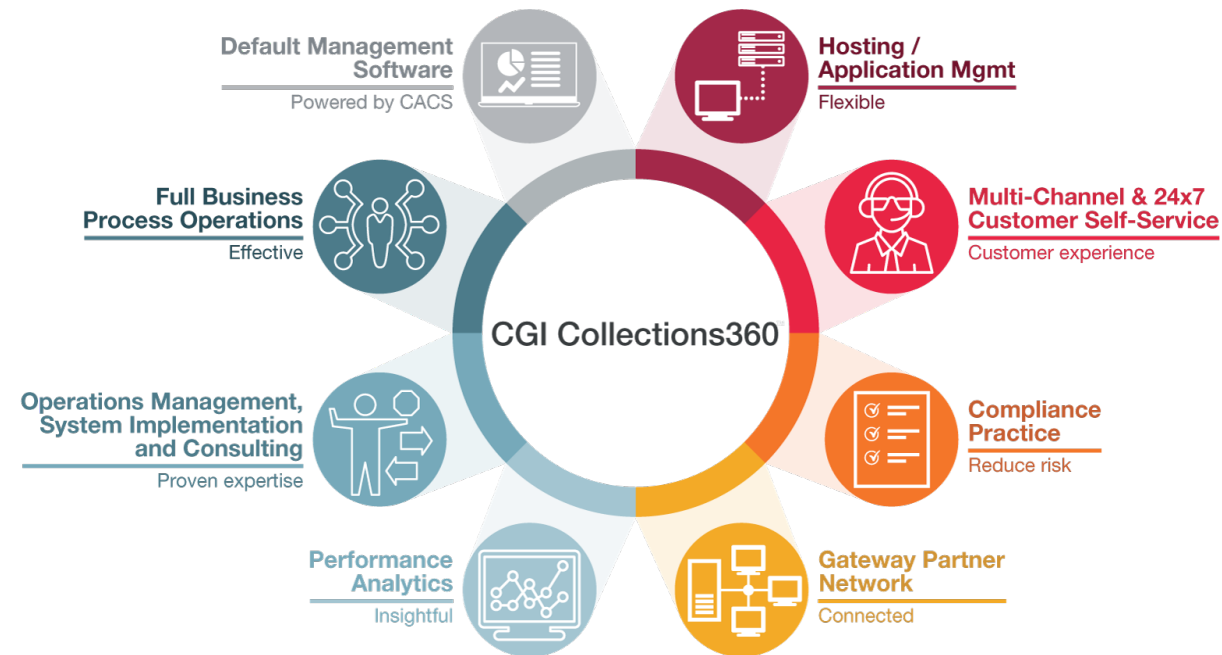 Default Management
Software
Powered by CACS
Hosting /
Application Mgmt
Flexible
Full Business
Process Operations
Effective
Multi-Channel & 24x7
Customer Self-Service
Customer experience
CGI Collections360
Operations Management,
System Implementation
and Consulting
Proven expertise
Compliance
Practice
Reduce risk
Performance
Analytics
Insightful
Gateway Partner
Network
Connected